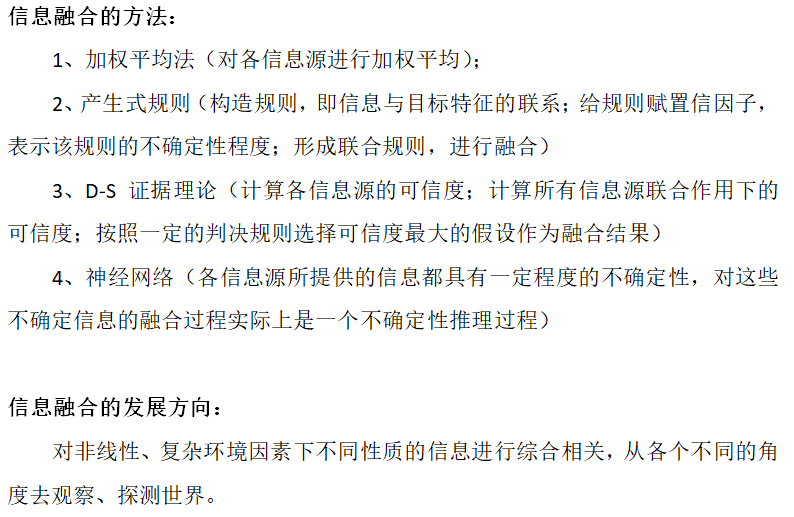 信息融合的方法：
1、加权平均法（对各信息源进行加权平均）；
2、产生式规则（构造规则，即信息与目标特征的联系；给规则赋置信因子，
表示该规则的不确定性程度；形成联合规则，进行融合）
3、D-S 证据理论（计算各信息源的可信度；计算所有信息源联合作用下的
可信度；按照一定的判决规则选择可信度最大的假设作为融合结果）
4、神经网络（各信息源所提供的信息都具有一定程度的不确定性，对这些
不确定信息的融合过程实际上是一个不确定性推理过程）
信息融合的发展方向：
对非线性、复杂环境因素下不同性质的信息进行综合相关，从各个不同的角
度去观察、探测世界。